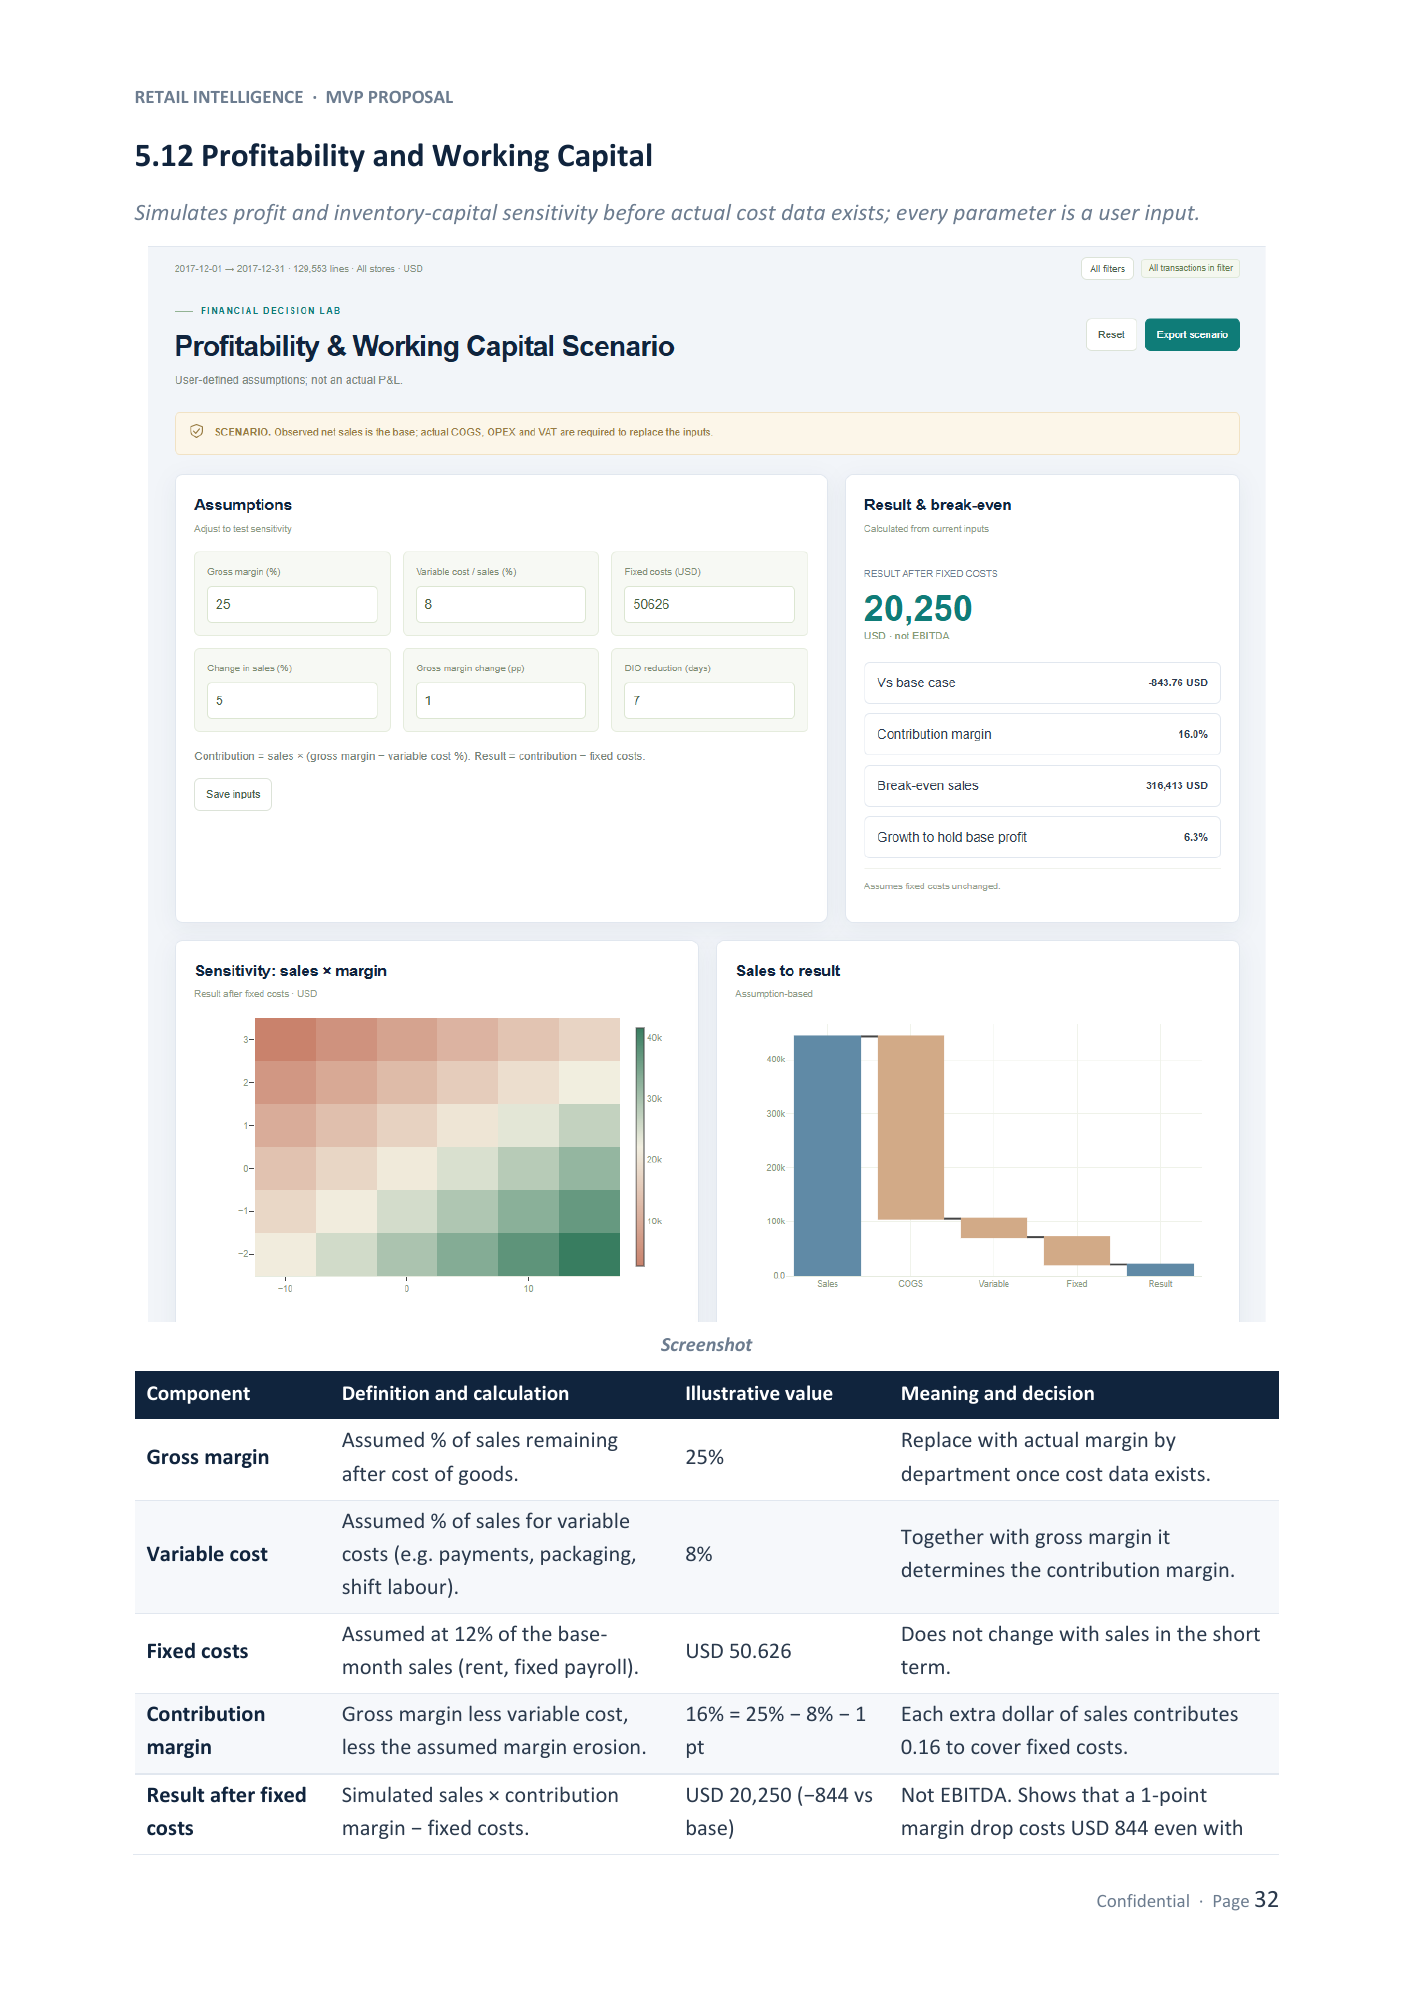 RETAIL INTELLIGENCE · MVP PROPOSAL
5.12 Profitability and Working Capital
Simulates profit and inventory-capital sensitivity before actual cost data exists; every parameter is a user input.
2017-12-01 → 2017-12-31 · 129,553 lines · All stores · USD
All filters
All transactions in filter
FINANCIAL DECISION LAB
Profitability & Working Capital Scenario
Reset
Export scenario
User-defined assumptions; not an actual P&L.
SCENARIO. Observed net sales is the base; actual COGS, OPEX and VAT are required to replace the inputs.
Assumptions
Adjust to test sensitivity
Gross margin (%)
Variable cost / sales (%)
Fixed costs (USD)
25
8
50626
Change in sales (%)
Gross margin change (pp)
DIO reduction (days)
5
1
7
Contribution = sales × (gross margin − variable cost %). Result = contribution − fixed costs.
Save inputs
Result & break-even
Calculated from current inputs
RESULT AFTER FIXED COSTS
20,250
USD · not EBITDA
Vs base case -843.76 USD
Contribution margin 16.0%
Break-even sales 316,413 USD
Growth to hold base profit 6.3%
Assumes fixed costs unchanged.
Sensitivity: sales × margin
Result after fixed costs · USD
3
2
1
0
−1
−2
−10
0
10
40k
30k
20k
10k
Sales to result
Assumption-based
400k
300k
200k
100k
0.0
Sales
COGS
Variable
Fixed
Result
Screenshot
Component Definition and calculation Illustrative value Meaning and decision
Gross margin
Assumed % of sales remaining
after cost of goods.
25%
Replace with actual margin by
department once cost data exists.
Variable cost
Assumed % of sales for variable
costs (e.g. payments, packaging,
shift labour).
8%
Together with gross margin it
determines the contribution margin.
Fixed costs
Assumed at 12% of the base-
month sales (rent, fixed payroll).
USD 50.626
Does not change with sales in the short
term.
Contribution
margin
Gross margin less variable cost,
less the assumed margin erosion.
16% = 25% − 8% − 1
pt
Each extra dollar of sales contributes
0.16 to cover fixed costs.
Result after fixed
costs
Simulated sales × contribution
margin − fixed costs.
USD 20,250 (−844 vs
base)
Not EBITDA. Shows that a 1-point
margin drop costs USD 844 even with
Confidential · Page 32